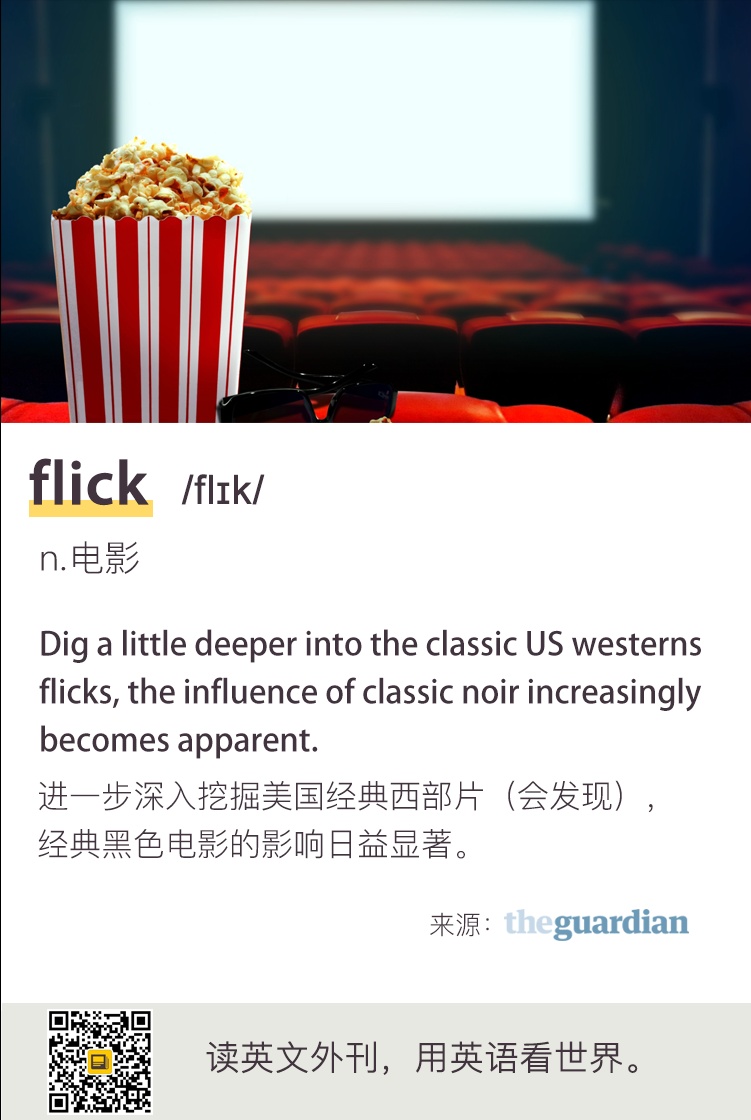 flick /flɪk/
n.电影
Dig a little deeper into the classic US westerns
flicks, the influence of classic noir increasingly
becomes apparent.
进一步深入挖掘美国经典西部片（会发现），
经典黑色电影的影响日益显著。
来源：theguardian
读英文外刊，用英语看世界。